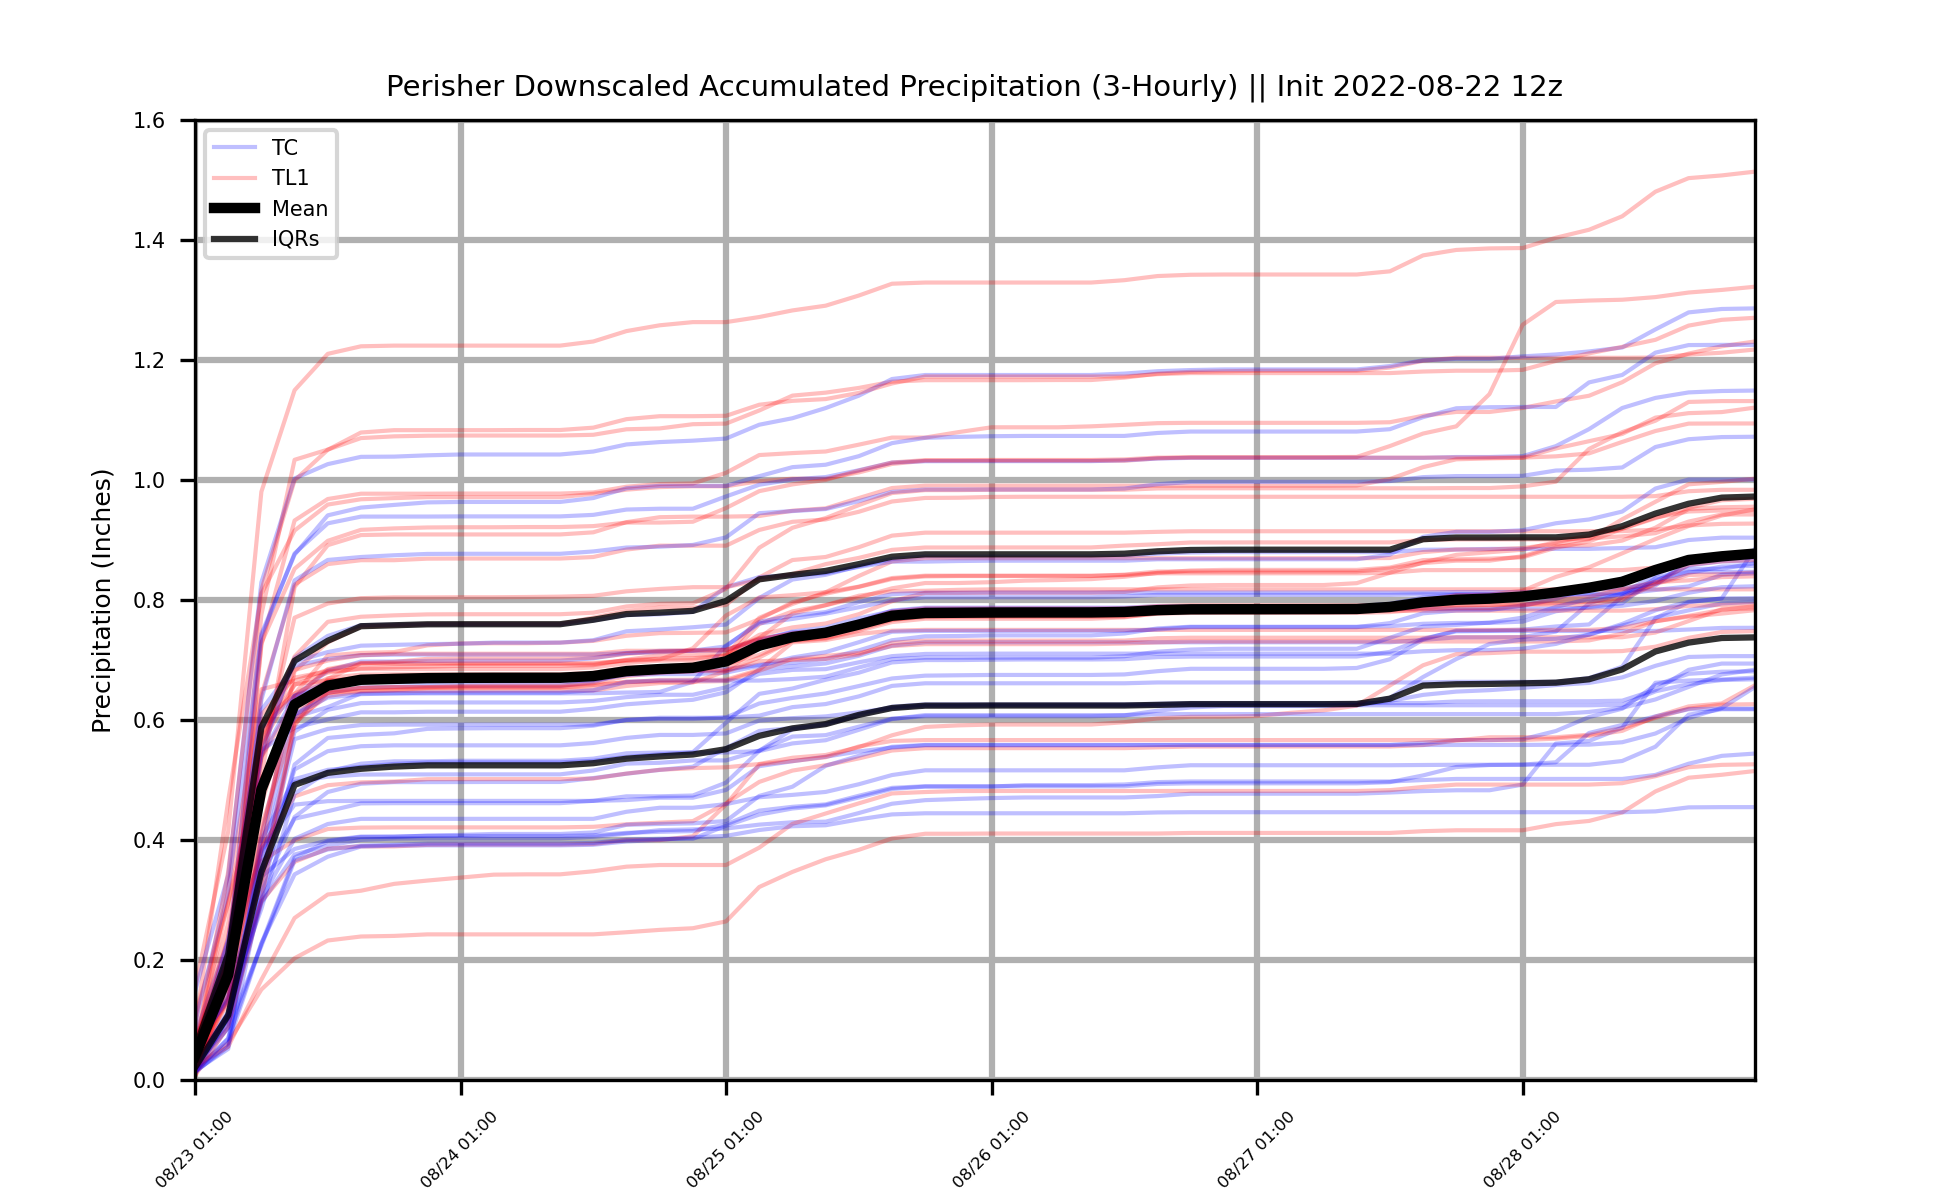 Perisher Downscaled Accumulated Precipitation (3-Hourly) || Init 2022-08-22 12z
Precipitation (Inches)
1.6
1.4
1.2
1.0
0.8
0.6
0.4
0.2
0.0
TC
TL1
Mean
IQRs
08/23 01:00
08/24 01:00
08/25 01:00
08/26 01:00
08/27 01:00
08/28 01:00